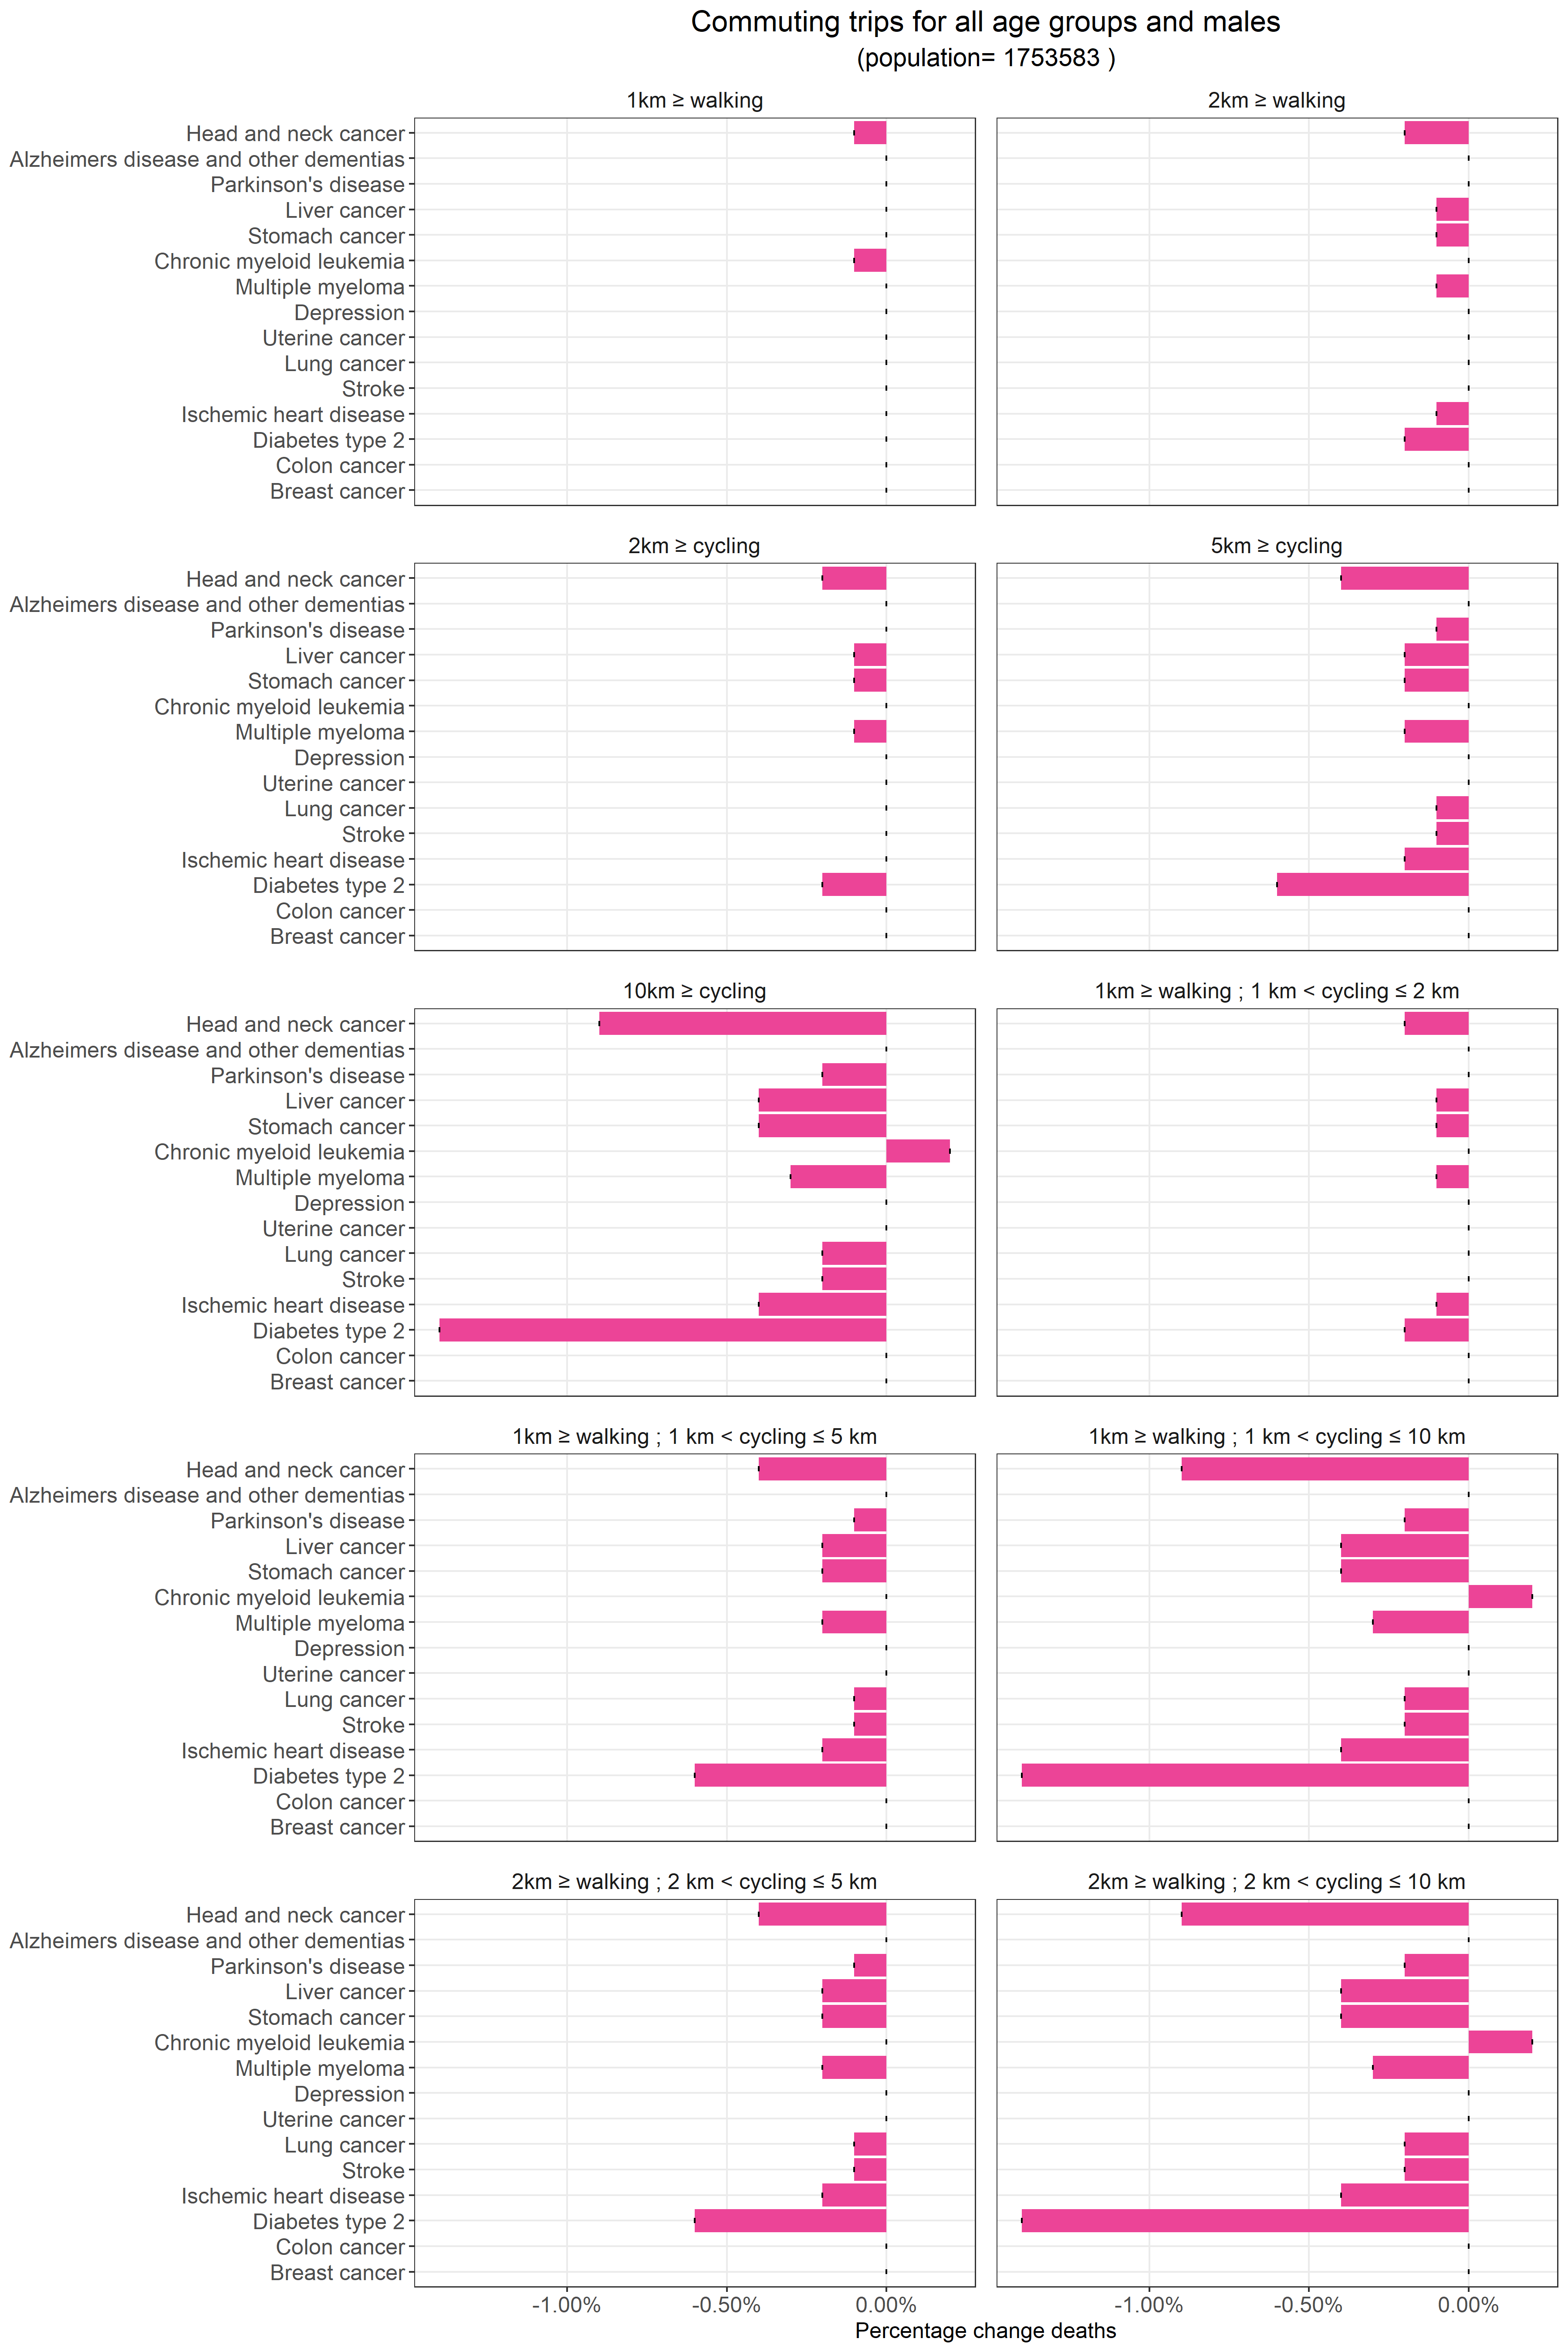 Commuting trips for all age groups and males
(population= 1753583 )
1km ≥ walking
2km ≥ walking
Head and neck cancer
Alzheimers disease and other dementias
Parkinson's disease
Liver cancer
Stomach cancer
Chronic myeloid leukemia
Multiple myeloma
Depression
Uterine cancer
Lung cancer
Stroke
Ischemic heart disease
Diabetes type 2
Colon cancer
Breast cancer
2km ≥ cycling
5km ≥ cycling
Head and neck cancer
Alzheimers disease and other dementias
Parkinson's disease
Liver cancer
Stomach cancer
Chronic myeloid leukemia
Multiple myeloma
Depression
Uterine cancer
Lung cancer
Stroke
Ischemic heart disease
Diabetes type 2
Colon cancer
Breast cancer
10km ≥ cycling
1km ≥ walking ; 1 km < cycling ≤ 2 km
Head and neck cancer
Alzheimers disease and other dementias
Parkinson's disease
Liver cancer
Stomach cancer
Chronic myeloid leukemia
Multiple myeloma
Depression
Uterine cancer
Lung cancer
Stroke
Ischemic heart disease
Diabetes type 2
Colon cancer
Breast cancer
1km ≥ walking ; 1 km < cycling ≤ 5 km
1km ≥ walking ; 1 km < cycling ≤ 10 km
Head and neck cancer
Alzheimers disease and other dementias
Parkinson's disease
Liver cancer
Stomach cancer
Chronic myeloid leukemia
Multiple myeloma
Depression
Uterine cancer
Lung cancer
Stroke
Ischemic heart disease
Diabetes type 2
Colon cancer
Breast cancer
2km ≥ walking ; 2 km < cycling ≤ 5 km
2km ≥ walking ; 2 km < cycling ≤ 10 km
Head and neck cancer
Alzheimers disease and other dementias
Parkinson's disease
Liver cancer
Stomach cancer
Chronic myeloid leukemia
Multiple myeloma
Depression
Uterine cancer
Lung cancer
Stroke
Ischemic heart disease
Diabetes type 2
Colon cancer
Breast cancer
-1.00% -0.50% 0.00% -1.00% -0.50% 0.00%
Percentage change deaths